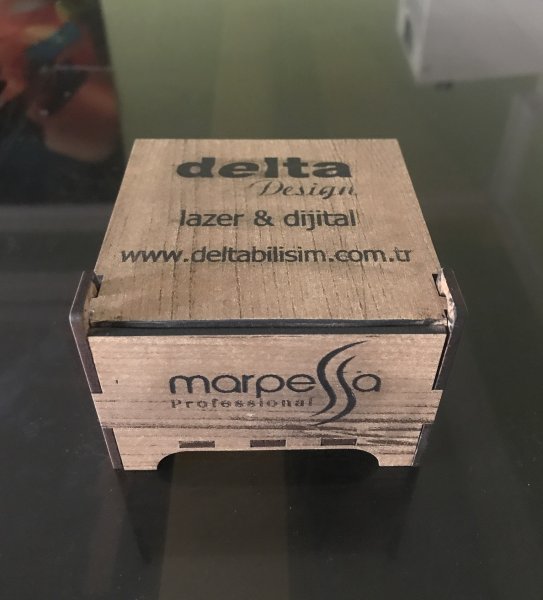 delta
Design
lazer & dijital
www.deltabilisim.com.tr
marpessa
Professional